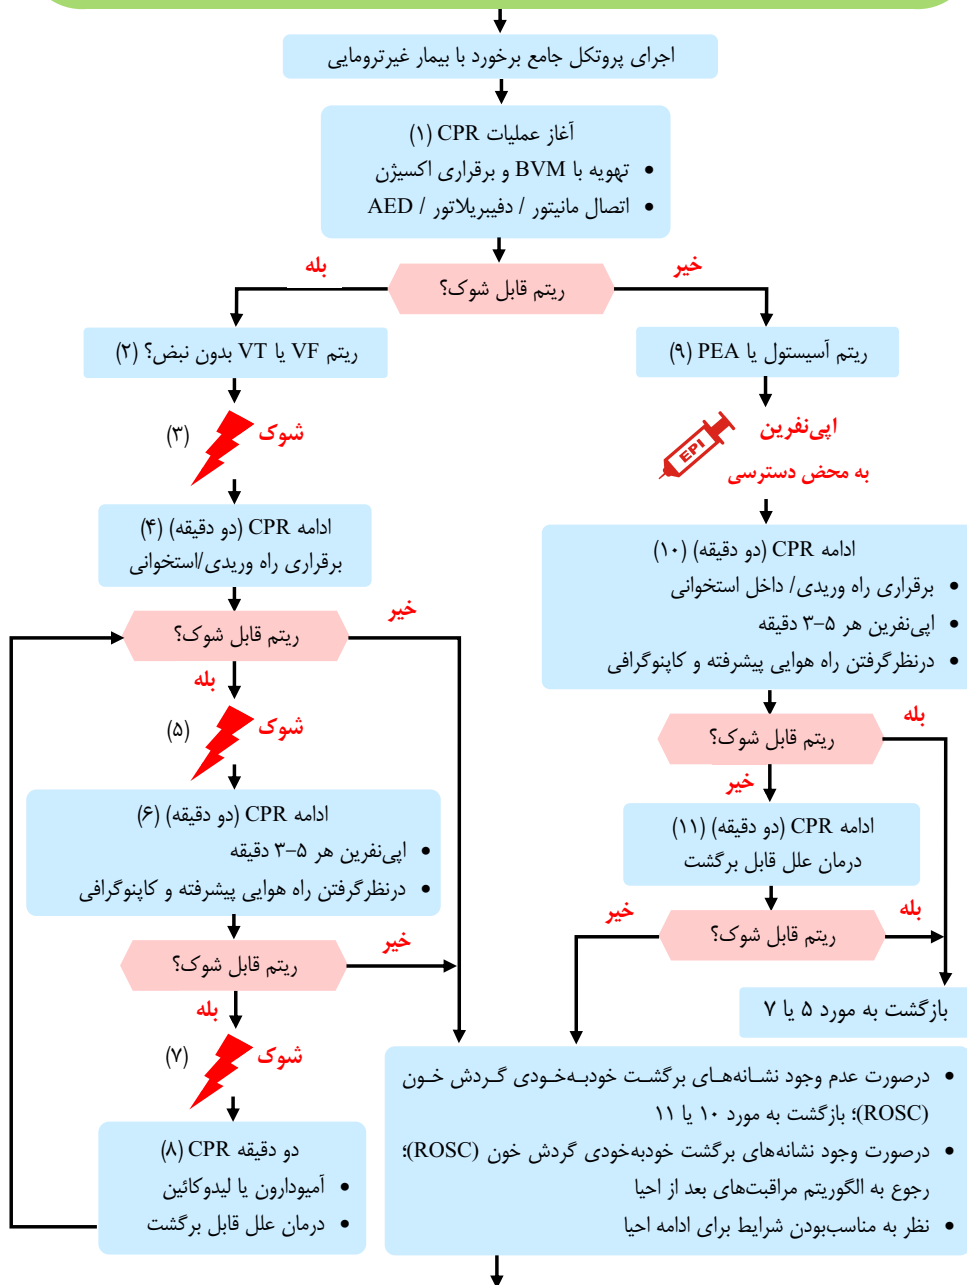 اجرای پروتکل جامع برخورد با بیمار غیرترومایی
آغاز عملیات CPR (۱)
• تهویه با BVM و برقراری اکسیژن
• اتصال مانیتور / دفیبریلاتور / AED
ریتم قابل شوک؟
بله
خیر
ریتم VF یا VT بدون نبض؟ (۲)
شوک (۳)
ادامه CPR (دو دقیقه) (۴)
برقراری راه وریدی/استخوانی
ریتم قابل شوک؟
خیر
بله
شوک (۵)
ادامه CPR (دو دقیقه) (۶)
• اپی‌نفرین هر ۵-۳ دقیقه
• درنظرگرفتن راه هوایی پیشرفته و کاپنوگرافی
ریتم قابل شوک؟
خیر
بله
شوک (۷)
دو دقیقه CPR (۸)
• آمیودارون یا لیدوکائین
• درمان علل قابل برگشت
ریتم آسیستول یا PEA (۹)
EPI
اپی‌نفرین
به محض دسترسی
ادامه CPR (دو دقیقه) (۱۰)
• برقراری راه وریدی/ داخل استخوانی
• اپی‌نفرین هر ۵-۳ دقیقه
• درنظرگرفتن راه هوایی پیشرفته و کاپنوگرافی
ریتم قابل شوک؟
بله
خیر
ادامه CPR (دو دقیقه) (۱۱)
درمان علل قابل برگشت
ریتم قابل شوک؟
بله
خیر
بازگشت به مورد ۵ یا ۷
• درصورت عدم وجود نشانه‌های برگشت خودبه‌خودی گردش خون
(ROSC)؛ بازگشت به مورد ۱۰ یا ۱۱
• درصورت وجود نشانه‌های برگشت خودبه‌خودی گردش خون (ROSC)؛
رجوع به الگوریتم مراقبت‌های بعد از احیا
• نظر به مناسب‌بودن شرایط برای ادامه احیا